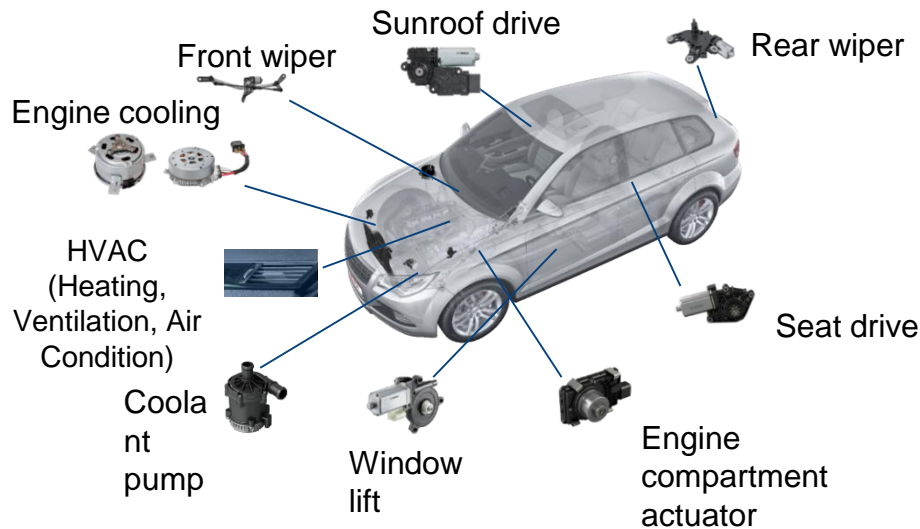 Sunroof drive
Front wiper
Rear wiper
Engine cooling
HVAC
(Heating,
Ventilation, Air
Condition)
Seat drive
Coola
nt
pump
Window
lift
Engine
compartment
actuator